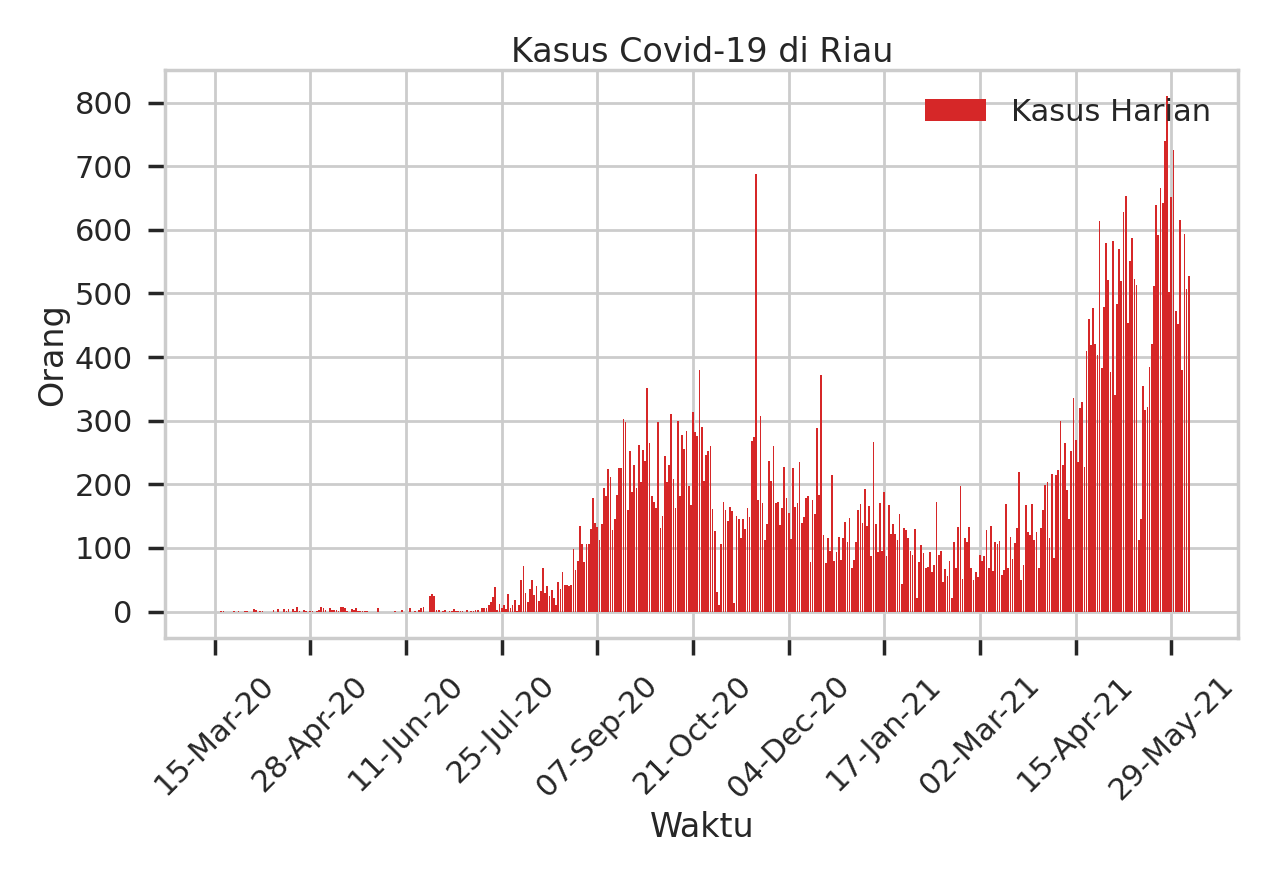 Kasus Covid-19 di Riau
Kasus Harian
800
700
600
500
400
300
200
100
0
Orang
15-Mar-20
28-Apr-20
11-Jun-20
25-Jul-20
07-Sep-20
21-Oct-20
04-Dec-20
17-Jan-21
02-Mar-21
15-Apr-21
29-May-21
Waktu